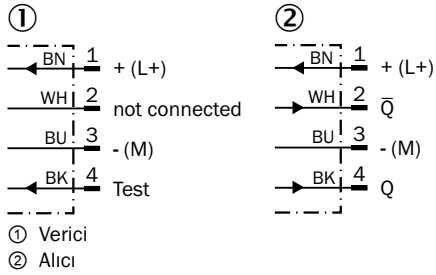 ① ②
BN 1 + (L+) BN 1 + (L+)
WH 2 not connected WH 2 Q̅
BU 3 - (M) BU 3 - (M)
BK 4 Test BK 4 Q
① Verici
② Alıcı